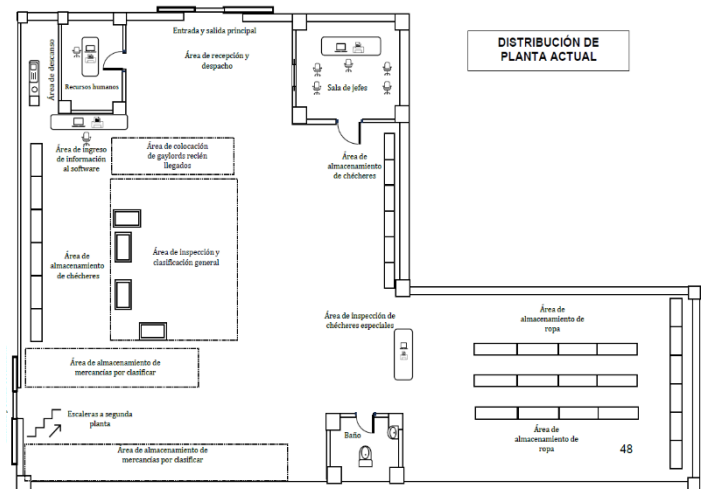 DISTRIBUCIÓN DE
PLANTA ACTUAL
Entrada y salida principal
Área de recepción y
despacho
Área de descanso
Recursos humanos
Sala de jefes
Área de ingreso
de información
al software
Área de colocación
de gaylords recién
llegados
Área de
almacenamiento
de chécheres
Área de
almacenamiento
de chécheres
Área de inspección y
clasificación general
Área de inspección de
chécheres especiales
Área de
almacenamiento de
ropa
Área de almacenamiento de
mercancías por clasificar
Escaleras a segunda
planta
Baño
Área de
almacenamiento de
ropa
48
Área de almacenamiento de
mercancías por clasificar